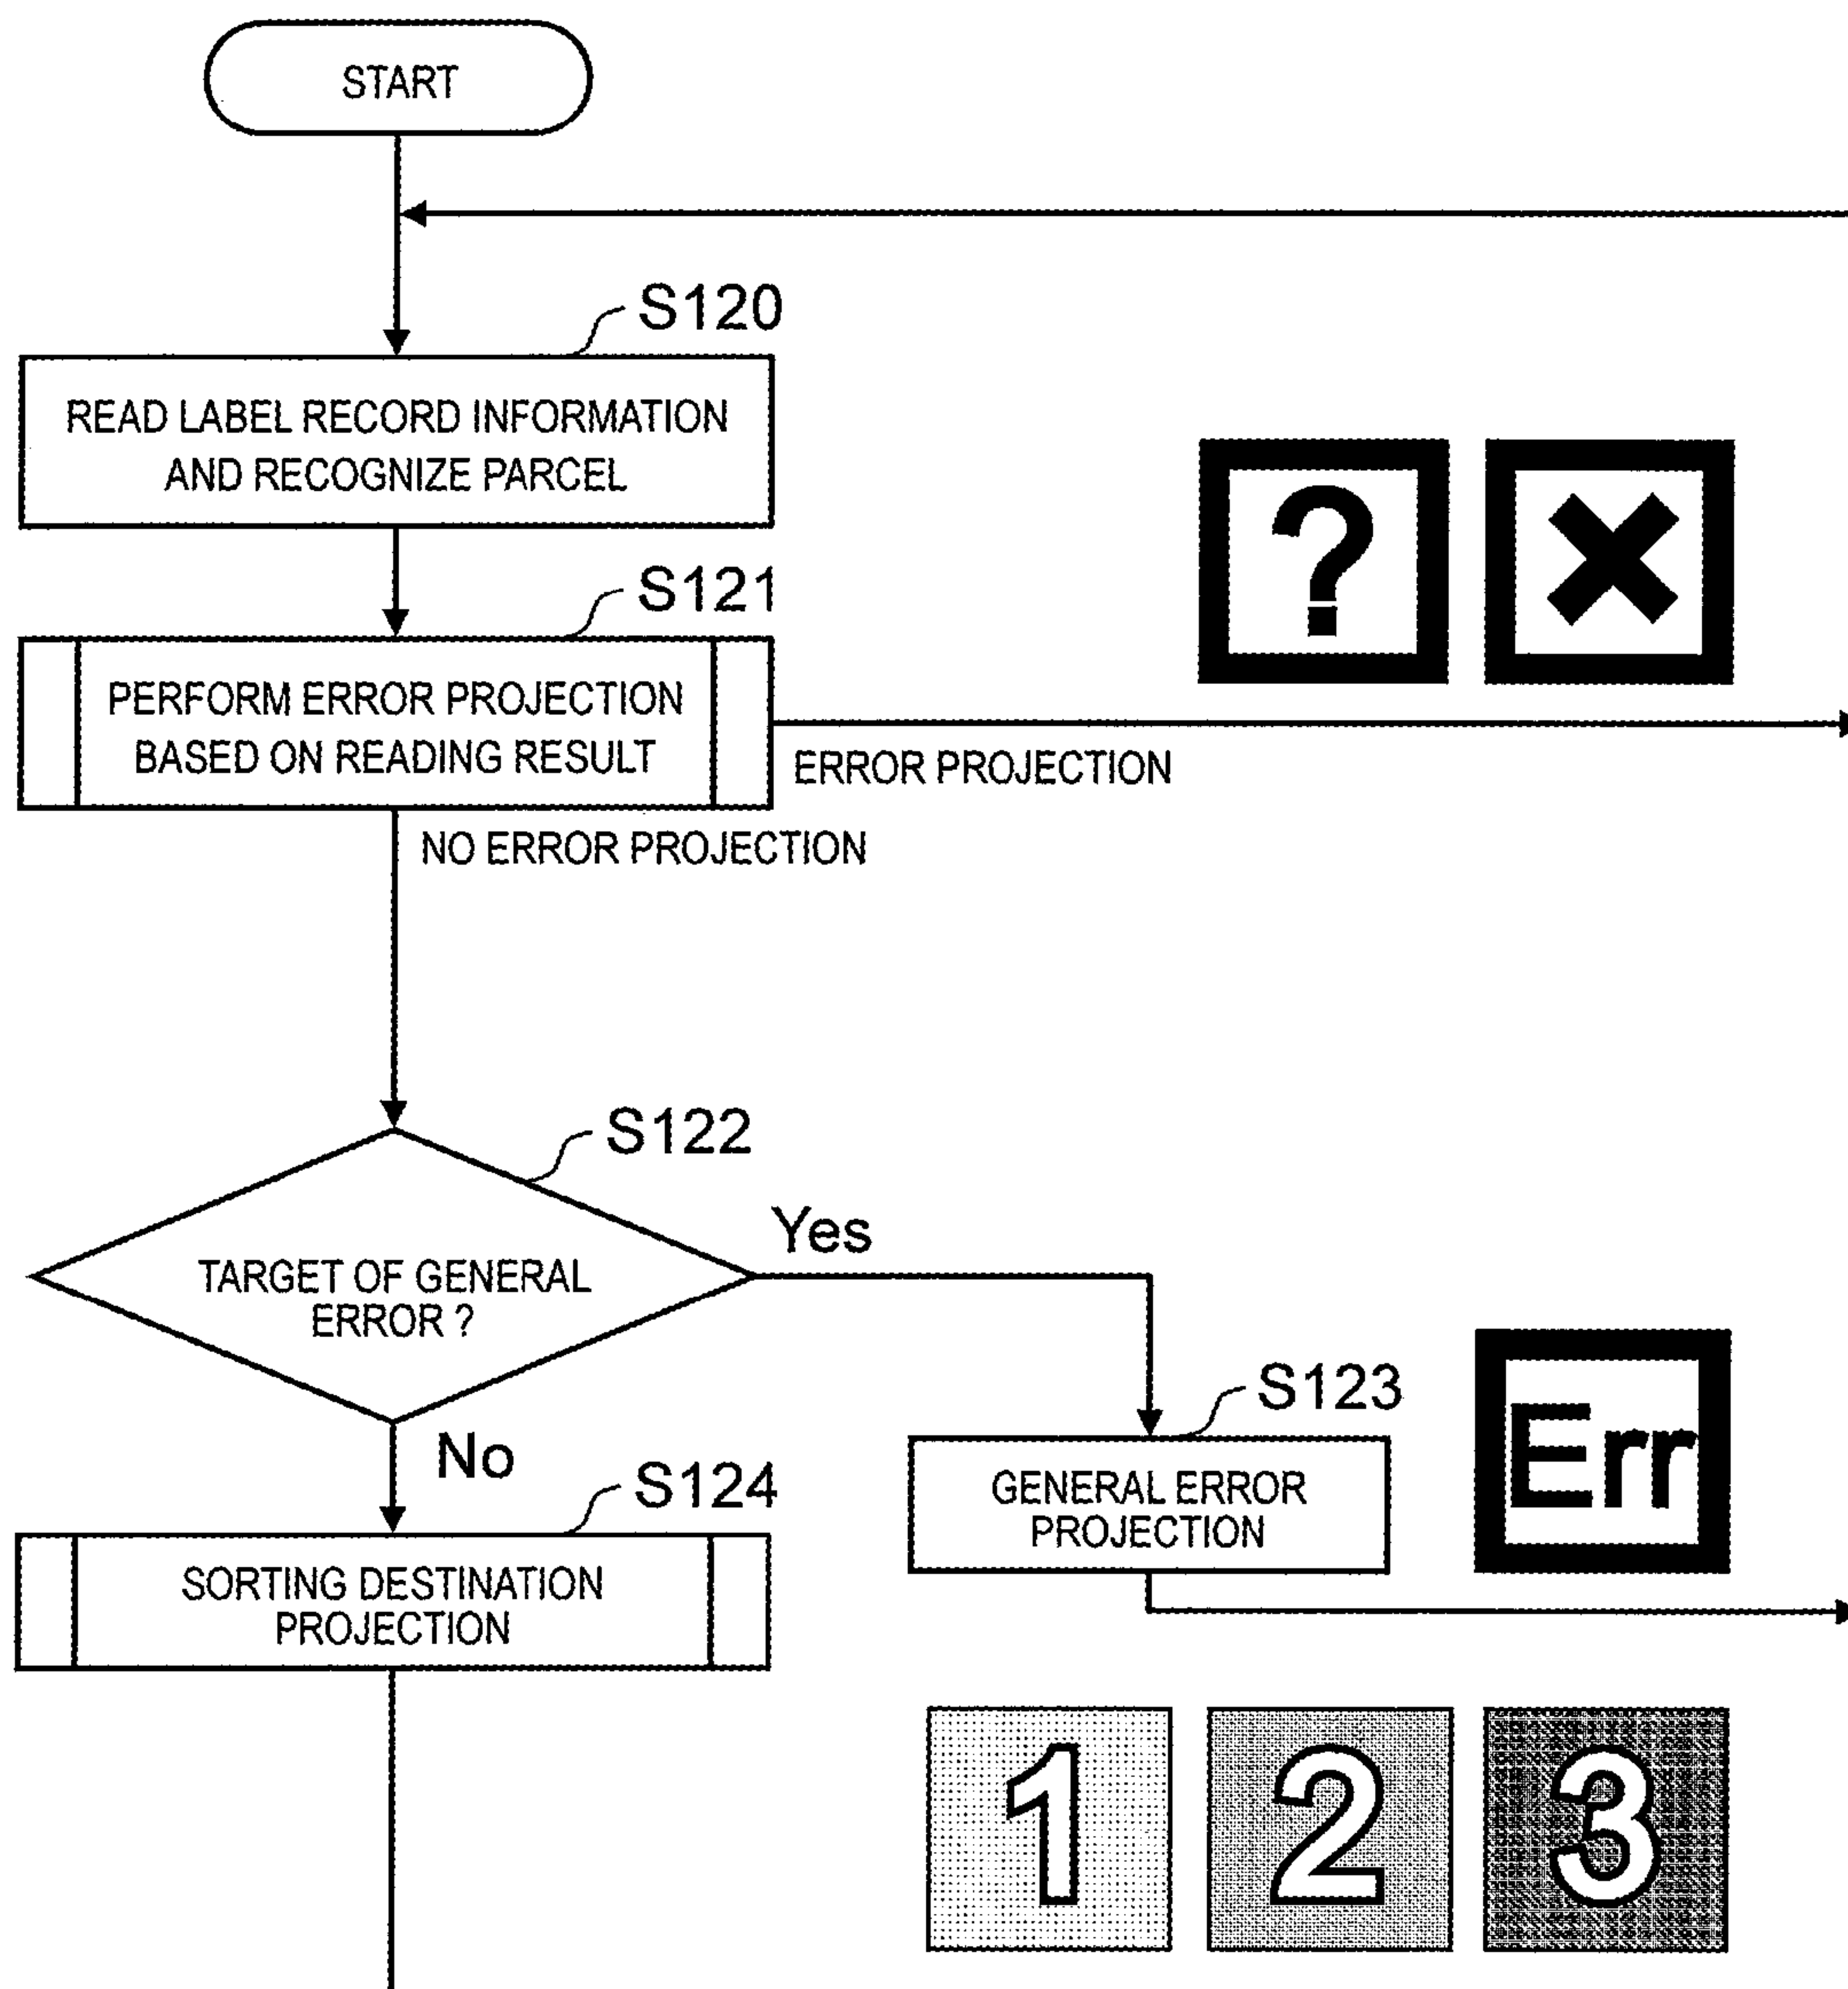 START
S120
READ LABEL RECORD INFORMATION
AND RECOGNIZE PARCEL
?
S121
PERFORM ERROR PROJECTION
BASED ON READING RESULT
ERROR PROJECTION
NO ERROR PROJECTION
S122
TARGET OF GENERAL
ERROR ?
Yes
No
S123
GENERAL ERROR
PROJECTION
Err
S124
SORTING DESTINATION
PROJECTION
1 2 3